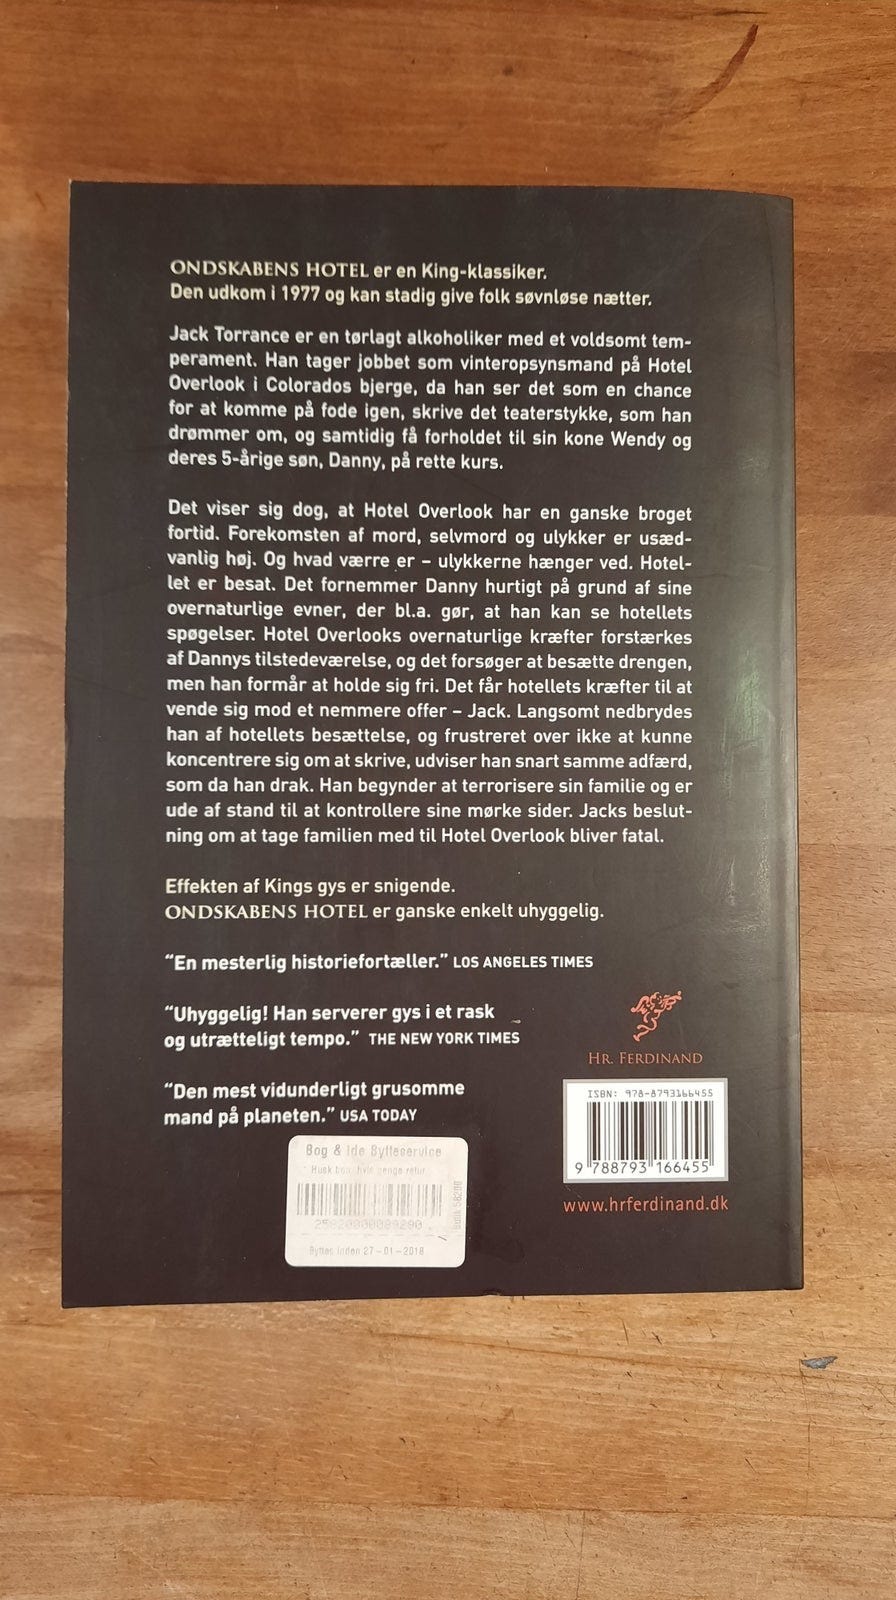 ONDSKABENS HOTEL er en King-klassiker.
Den udkom i 1977 og kan stadig give folk søvnløse nætter.
Jack Torrance er en tørlagt alkoholiker med et voldsomt tem-
perament. Han tager jobbet som vinteropsynsmand på Hotel
Overlook i Colorados bjerge, da han ser det som en chance
for at komme på fode igen, skrive det teaterstykke, som han
drømmer om, og samtidig få forholdet til sin kone Wendy og
deres 5-årige søn, Danny, på rette kurs.
Det viser sig dog, at Hotel Overlook har en ganske broget
fortid. Forekomsten af mord, selvmord og ulykker er usæd-
vanlig høj. Og hvad værre er – ulykkerne hænger ved. Hotel-
let er besat. Det fornemmer Danny hurtigt på grund af sine
overnaturlige evner, der bl.a. gør, at han kan se hotellets
spøgelser. Hotel Overlooks overnaturlige kræfter forstærkes
af Dannys tilstedeværelse, og det forsøger at besætte drengen,
men han formår at holde sig fri. Det får hotellets kræfter til at
vende sig mod et nemmere offer – Jack. Langsomt nedbrydes
han af hotellets besættelse, og frustreret over ikke at kunne
koncentrere sig om at skrive, udviser han snart samme adfærd,
som da han drak. Han begynder at terrorisere sin familie og er
ude af stand til at kontrollere sine mørke sider. Jacks beslut-
ning om at tage familien med til Hotel Overlook bliver fatal.
Effekten af Kings gys er snigende.
ONDSKABENS HOTEL er ganske enkelt uhyggelig.
“En mesterlig historiefortæller.” LOS ANGELES TIMES
“Uhyggelig! Han serverer gys i et rask
og utrætteligt tempo.” THE NEW YORK TIMES
“Den mest vidunderligt grusomme
mand på planeten.” USA TODAY
HR. FERDINAND
ISBN: 978-8793166455
9 788793 166455
www.hrferdinand.dk
Bog & Ide Bytteservice
Husk bon, hvis penge retur
Byttes inden 27-01-2018